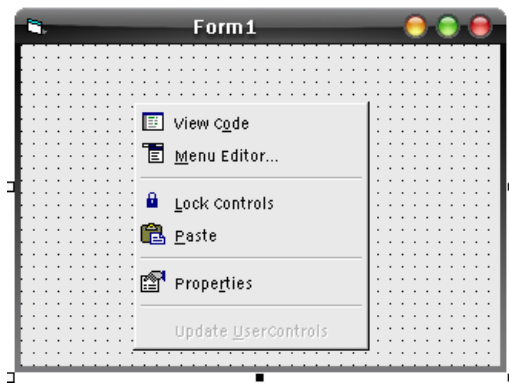 Form1
View Code
Menu Editor...
Lock Controls
Paste
Properties
Update UserControls